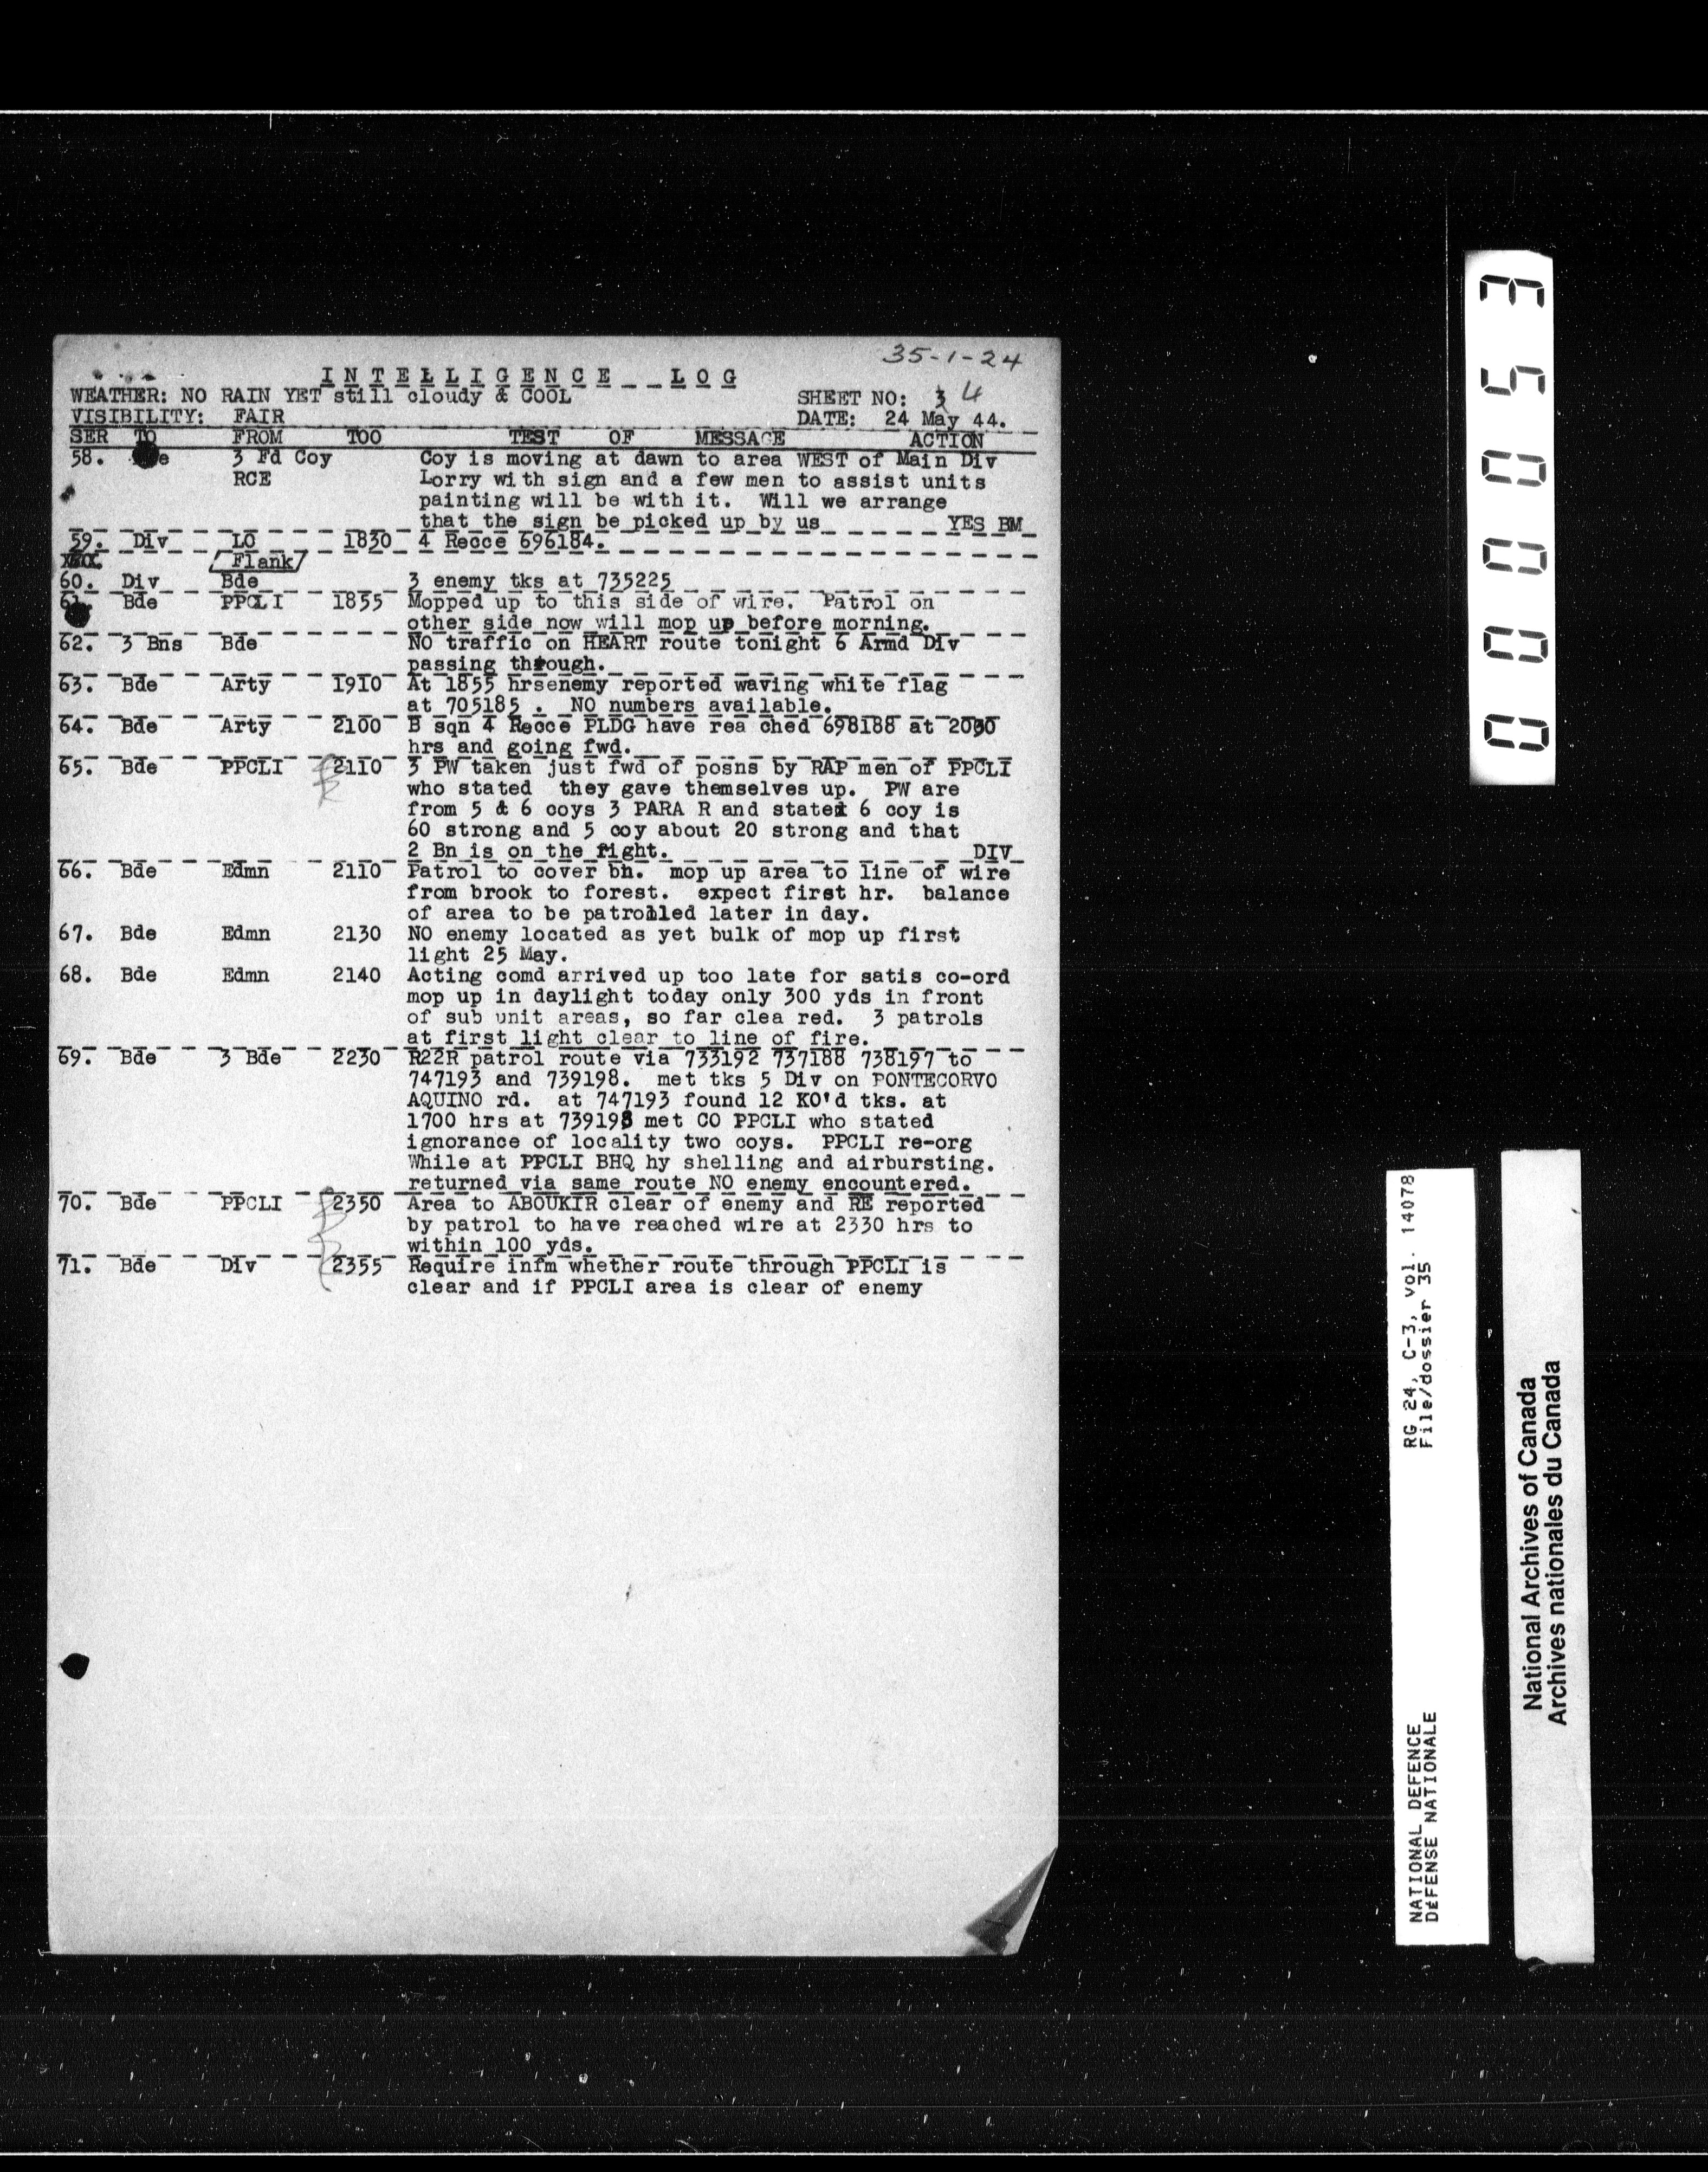 35-1-24
INTELLIGENCE LOG
WEATHER: NO RAIN YET still cloudy & COOL SHEET NO: 4
VISIBILITY: FAIR DATE: 24 May 44.
SER TO FROM TOO TEST OF MESSAGE ACTION
58. 3 Fd Coy Coy is moving at dawn to area WEST of Main Div
RCE Lorry with sign and a few men to assist units
painting will be with it. Will we arrange
that the sign be picked up by us YES BM
59. Div LO 1830 4 Recce 696184.
/Flank/
60. Div Bde 3 enemy tks at 735225
61. Bde PPCLI 1855 Mopped up to this side of wire. Patrol on
other side now will mop up before morning.
62. 3 Bns Bde NO traffic on HEART route tonight 6 Armd Div
passing through.
63. Bde Arty 1910 At 1855 hrsenemy reported waving white flag
at 705185 . NO numbers available.
64. Bde Arty 2100 B sqn 4 Recce PLDG have rea ched 698188 at 2030
hrs and going fwd.
65. Bde PPCLI 2110 3 PW taken just fwd of posns by RAP men of PPCLI
who stated they gave themselves up. PW are
from 5 & 6 coys 3 PARA R and stated 6 coy is
60 strong and 5 coy about 20 strong and that
2 Bn is on the right. DIV
66. Bde Edmn 2110 Patrol to cover bn. mop up area to line of wire
from brook to forest. expect first hr. balance
of area to be patrolled later in day.
67. Bde Edmn 2130 NO enemy located as yet bulk of mop up first
light 25 May.
68. Bde Edmn 2140 Acting comd arrived up too late for satis co-ord
mop up in daylight today only 300 yds in front
of sub unit areas, so far clea red. 3 patrols
at first light clear to line of fire.
69. Bde 3 Bde 2230 R22R patrol route via 733192 737188 738197 to
747193 and 739198. met tks 5 Div on PONTECORVO
AQUINO rd. at 747193 found 12 KO'd tks. at
1700 hrs at 739198 met CO PPCLI who stated
ignorance of locality two coys. PPCLI re-org
While at PPCLI BHQ hy shelling and airbursting.
returned via same route NO enemy encountered.
70. Bde PPCLI 2350 Area to ABOUKIR clear of enemy and RE reported
by patrol to have reached wire at 2330 hrs to
within 100 yds.
71. Bde Div 2355 Require infm whether route through PPCLI is
clear and if PPCLI area is clear of enemy
000053
RG 24, C-3, vol. 14078
File/dossier 35
NATIONAL DEFENCE
DÉFENSE NATIONALE
National Archives of Canada
Archives nationales du Canada